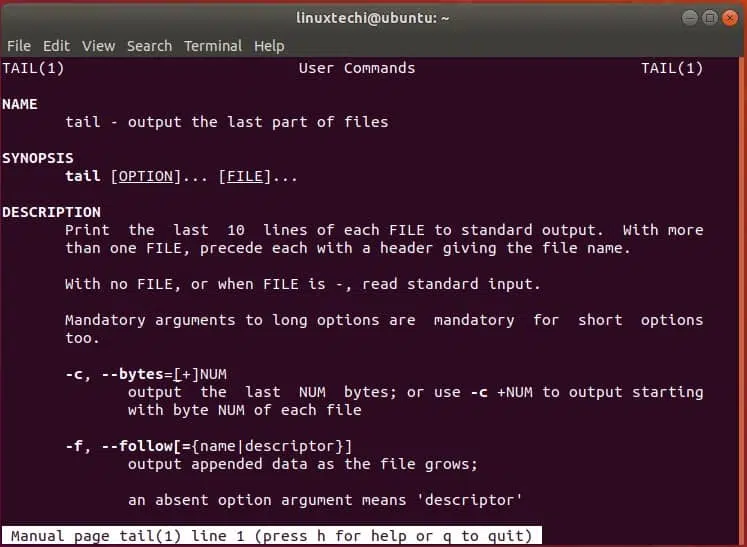 linuxtechi@ubuntu: ~
File Edit View Search Terminal Help
TAIL(1) User Commands TAIL(1)
NAME
tail - output the last part of files
SYNOPSIS
tail [OPTION]... [FILE]...
DESCRIPTION
Print the last 10 lines of each FILE to standard output. With more
than one FILE, precede each with a header giving the file name.
With no FILE, or when FILE is -, read standard input.
Mandatory arguments to long options are mandatory for short options
too.
-c, --bytes=[+]NUM
output the last NUM bytes; or use -c +NUM to output starting
with byte NUM of each file
-f, --follow[={name|descriptor}]
output appended data as the file grows;
an absent option argument means 'descriptor'
Manual page tail(1) line 1 (press h for help or q to quit)